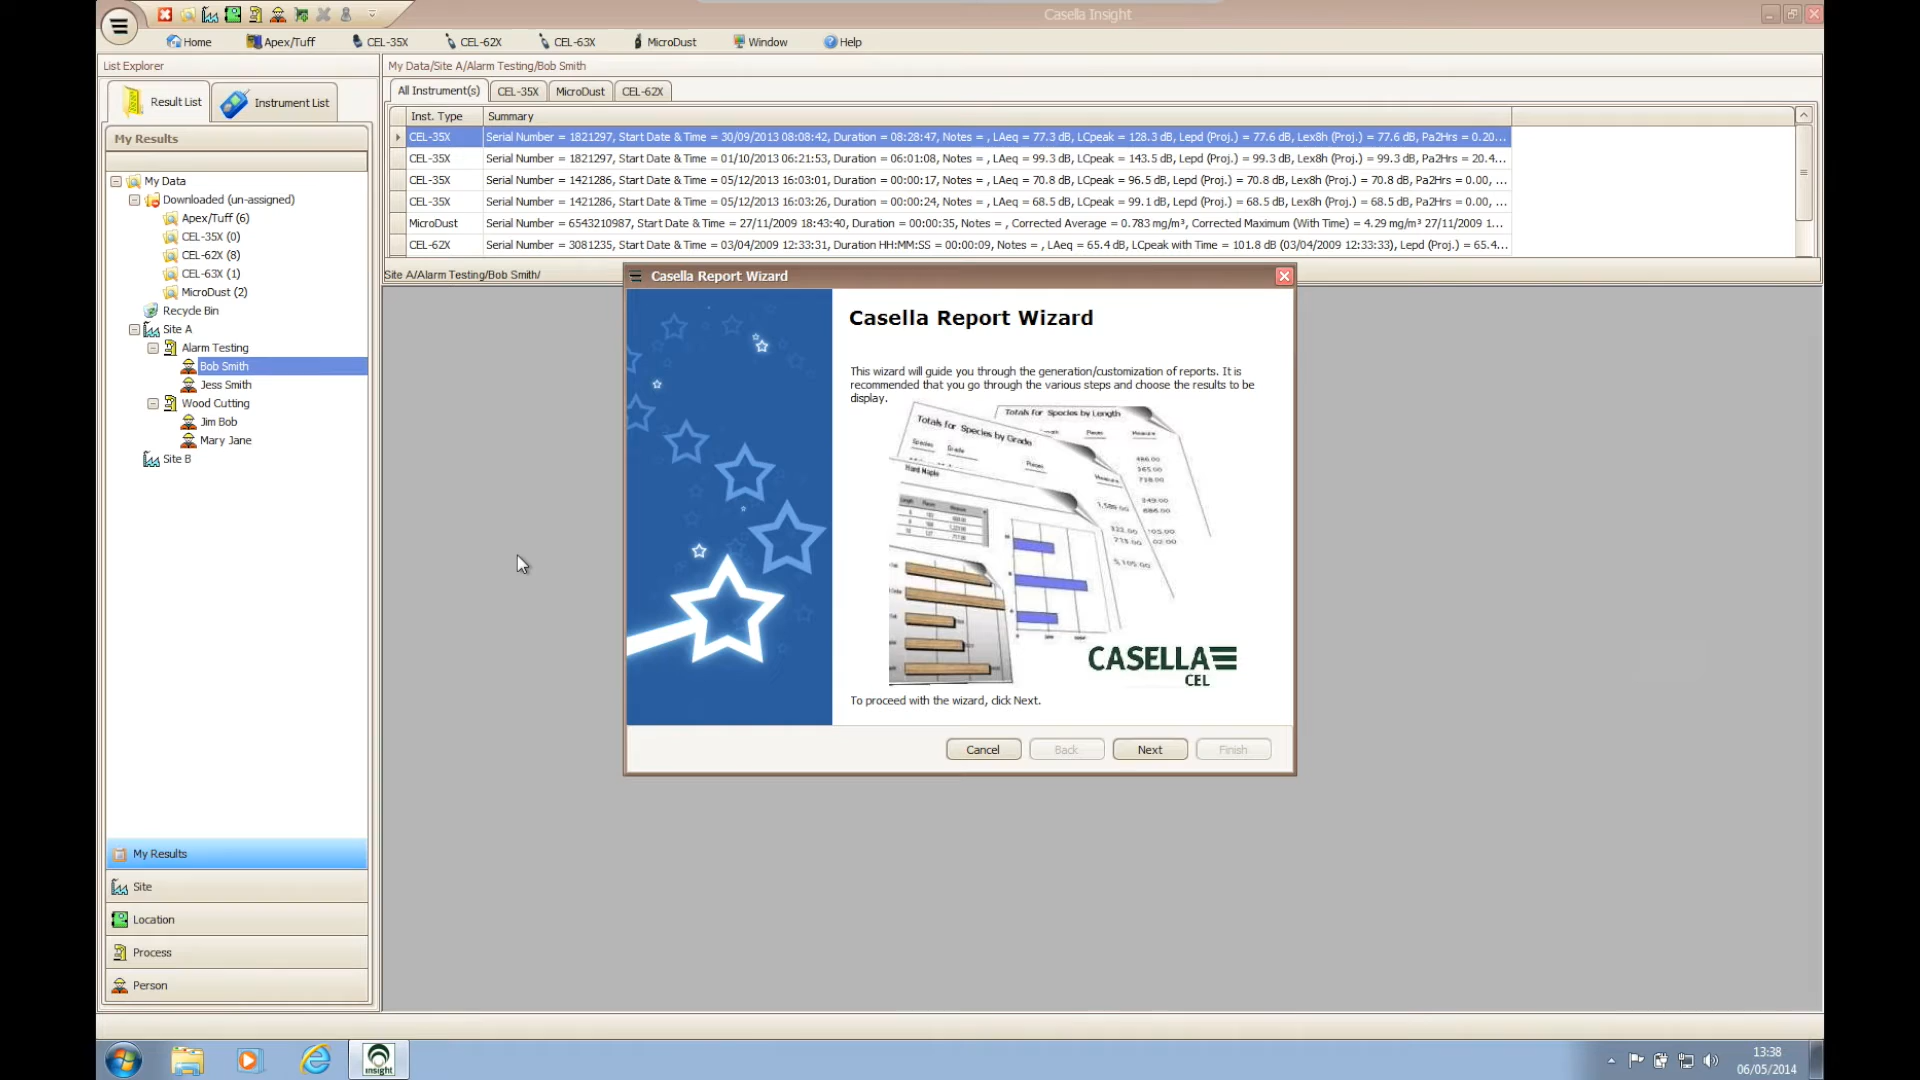 Casella Insight
Home
Apex/Tuff
CEL-35X
CEL-62X
CEL-63X
MicroDust
Window
Help
List Explorer
My Data/Site A/Alarm Testing/Bob Smith
Result List
Instrument List
All Instrument(s)
CEL-35X
MicroDust
CEL-62X
My Results
Inst. Type
Summary
CEL-35X Serial Number = 1821297, Start Date & Time = 30/09/2013 08:08:42, Duration = 08:28:47, Notes = , LAeq = 77.3 dB, LCpeak = 128.3 dB, Lepd (Proj.) = 77.6 dB, Lex8h (Proj.) = 77.6 dB, Pa2Hrs = 0.20...
CEL-35X Serial Number = 1821297, Start Date & Time = 01/10/2013 06:21:53, Duration = 06:01:08, Notes = , LAeq = 99.3 dB, LCpeak = 143.5 dB, Lepd (Proj.) = 99.3 dB, Lex8h (Proj.) = 99.3 dB, Pa2Hrs = 20.4...
CEL-35X Serial Number = 1421286, Start Date & Time = 05/12/2013 16:03:01, Duration = 00:00:17, Notes = , LAeq = 70.8 dB, LCpeak = 96.5 dB, Lepd (Proj.) = 70.8 dB, Lex8h (Proj.) = 70.8 dB, Pa2Hrs = 0.00, ...
CEL-35X Serial Number = 1421286, Start Date & Time = 05/12/2013 16:03:26, Duration = 00:00:24, Notes = , LAeq = 68.5 dB, LCpeak = 99.1 dB, Lepd (Proj.) = 68.5 dB, Lex8h (Proj.) = 68.5 dB, Pa2Hrs = 0.00, ...
MicroDust Serial Number = 6543210987, Start Date & Time = 27/11/2009 18:43:40, Duration = 00:00:35, Notes = , Corrected Average = 0.783 mg/m³, Corrected Maximum (With Time) = 4.29 mg/m³ 27/11/2009 1...
CEL-62X Serial Number = 3081235, Start Date & Time = 03/04/2009 12:33:31, Duration HH:MM:SS = 00:00:09, Notes = , LAeq = 65.4 dB, LCpeak with Time = 101.8 dB (03/04/2009 12:33:33), Lepd (Proj.) = 65.4...
Site A/Alarm Testing/Bob Smith/
My Data
Downloaded (un-assigned)
Apex/Tuff (6)
CEL-35X (0)
CEL-62X (8)
CEL-63X (1)
MicroDust (2)
Recycle Bin
Site A
Alarm Testing
Bob Smith
Jess Smith
Wood Cutting
Jim Bob
Mary Jane
Site B
Casella Report Wizard
Casella Report Wizard
This wizard will guide you through the generation/customization of reports. It is
recommended that you go through the various steps and choose the results to be
display.
Totals for Species by Length
Totals for Species by Grade
Species
Grade
Pieces
Measure
Hard Maple
CASELLA
CEL
To proceed with the wizard, click Next.
Cancel
Back
Next
Finish
My Results
Site
Location
Process
Person
insight
13:38
06/05/2014